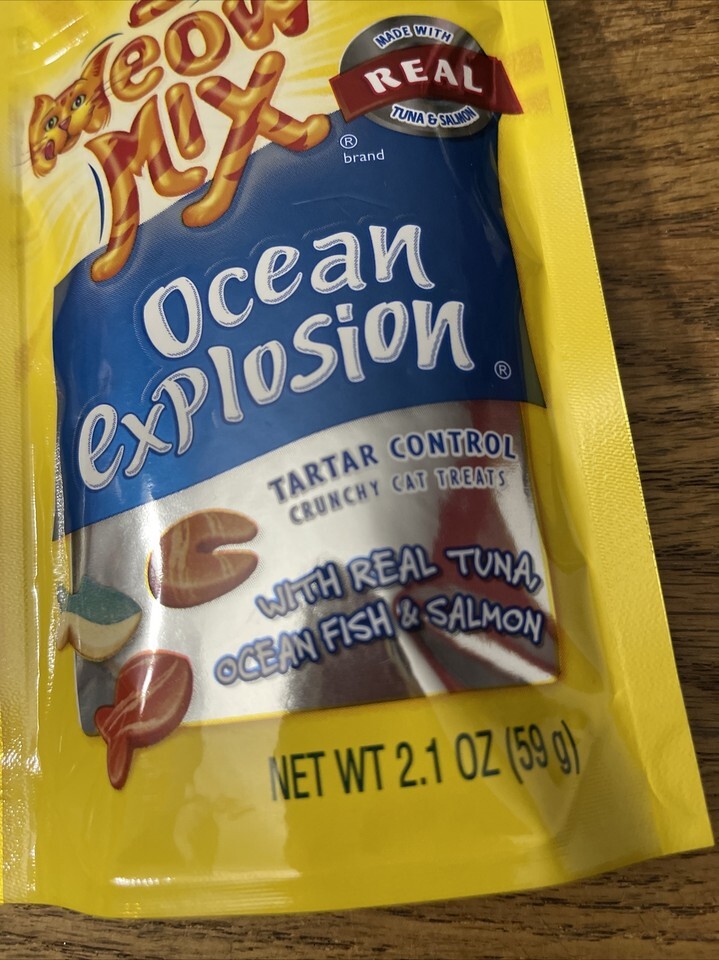 Meow
MiX
® brand
MADE WITH
REAL
TUNA & SALMON
Ocean
explosion ®
TARTAR CONTROL
CRUNCHY CAT TREATS
WITH REAL TUNA,
OCEAN FISH & SALMON
NET WT 2.1 OZ (59 g)